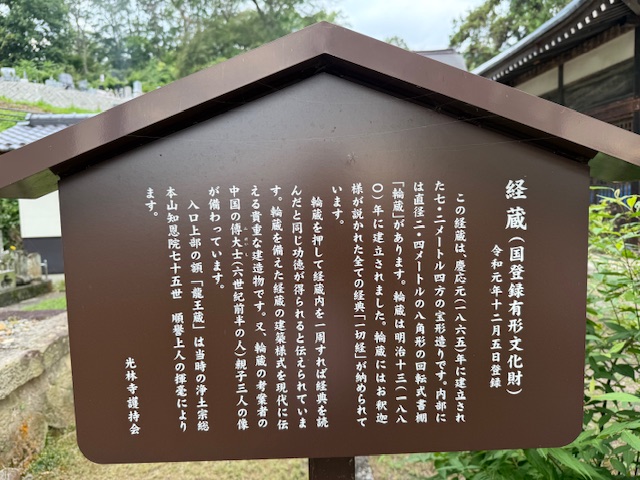 経蔵(国登録有形文化財)
令和元年十二月五日登録
この経蔵は、慶応元(一八六五)年に建立され
た七・二メートル四方の宝形造りです。内部に
は直径二・四メートルの八角形の回転式書棚
「輪蔵」があります。輪蔵は明治十三(一八八
〇)年に建立されました。輪蔵にはお釈迦
様が説かれた全ての経典「一切経」が納められて
います。
輪蔵を押して経蔵内を一周すれば経典を読
んだと同じ功徳が得られると伝えられていま
す。輪蔵を備えた経蔵の建築様式を現代に伝
える貴重な建造物です。又、輪蔵の考案者の
中国の傅大士(六世紀前半の人)親子三人の像
が備わっています。
入口上部の額「龍王蔵」は当時の浄土宗総
本山知恩院七十五世 順譽上人の揮毫により
ます。
光林寺護持会